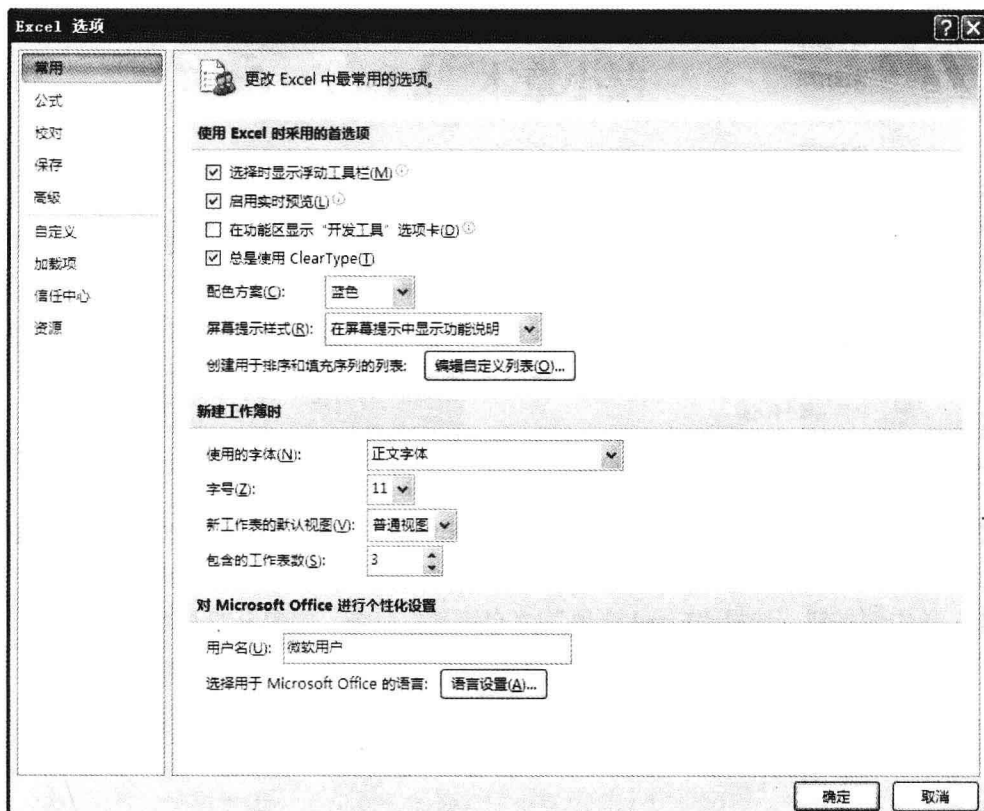 Excel 选项
常用
公式
校对
保存
高级
自定义
加载项
信任中心
资源
更改 Excel 中最常用的选项。
使用 Excel 时采用的首选项
选择时显示浮动工具栏(M)
启用实时预览(L)
在功能区显示“开发工具”选项卡(D)
总是使用 ClearType(T)
配色方案(C): 蓝色
屏幕提示样式(R): 在屏幕提示中显示功能说明
创建用于排序和填充序列的列表: 编辑自定义列表(O)...
新建工作簿时
使用的字体(N): 正文字体
字号(Z): 11
新工作表的默认视图(V): 普通视图
包含的工作表数(S): 3
对 Microsoft Office 进行个性化设置
用户名(U): 微软用户
选择用于 Microsoft Office 的语言: 语言设置(A)...
确定 取消